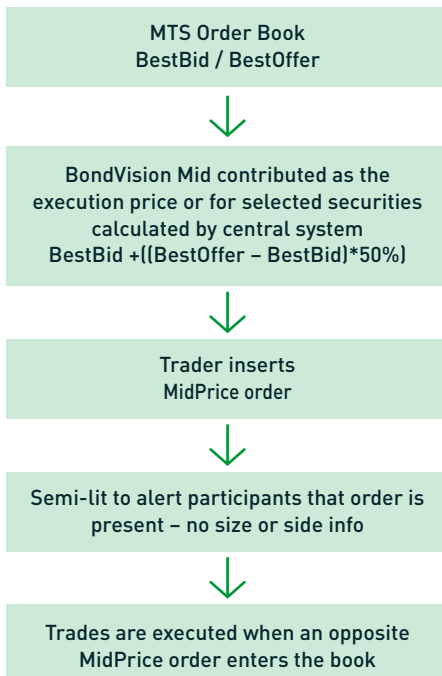 MTS Order Book
BestBid / BestOffer
BondVision Mid contributed as the
execution price or for selected securities
calculated by central system
BestBid +((BestOffer – BestBid)*50%)
Trader inserts
MidPrice order
Semi-lit to alert participants that order is
present – no size or side info
Trades are executed when an opposite
MidPrice order enters the book